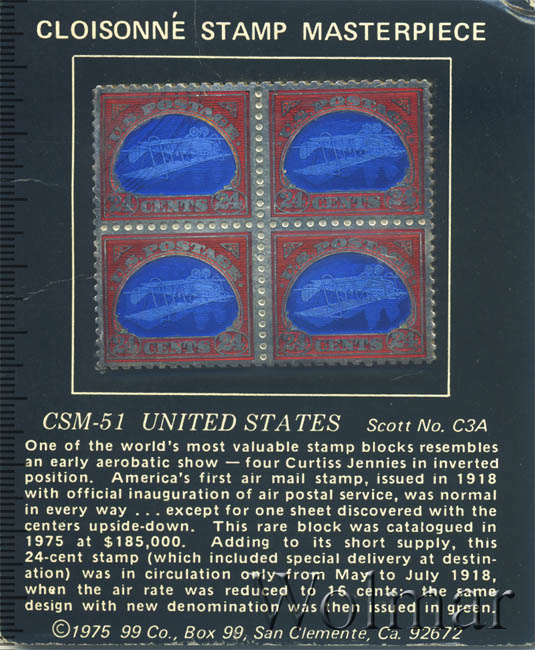 CLOISONNÉ STAMP MASTERPIECE
U.S. POSTAGE U.S. POSTAGE
24 CENTS 24 24 CENTS 24
U.S. POSTAGE U.S. POSTAGE
24 CENTS 24 24 CENTS 24
CSM-51 UNITED STATES Scott No. C3A
One of the world's most valuable stamp blocks resembles
an early aerobatic show — four Curtiss Jennies in inverted
position. America's first air mail stamp, issued in 1918
with official inauguration of air postal service, was normal
in every way . . . except for one sheet discovered with the
centers upside-down. This rare block was catalogued in
1975 at $185,000. Adding to its short supply, this
24-cent stamp (which included special delivery at destin-
ation) was in circulation only from May to July 1918,
when the air rate was reduced to 16 cents; the same
design with new denomination was then issued in green.
©1975 99 Co., Box 99, San Clemente, Ca. 92672
Wolmar